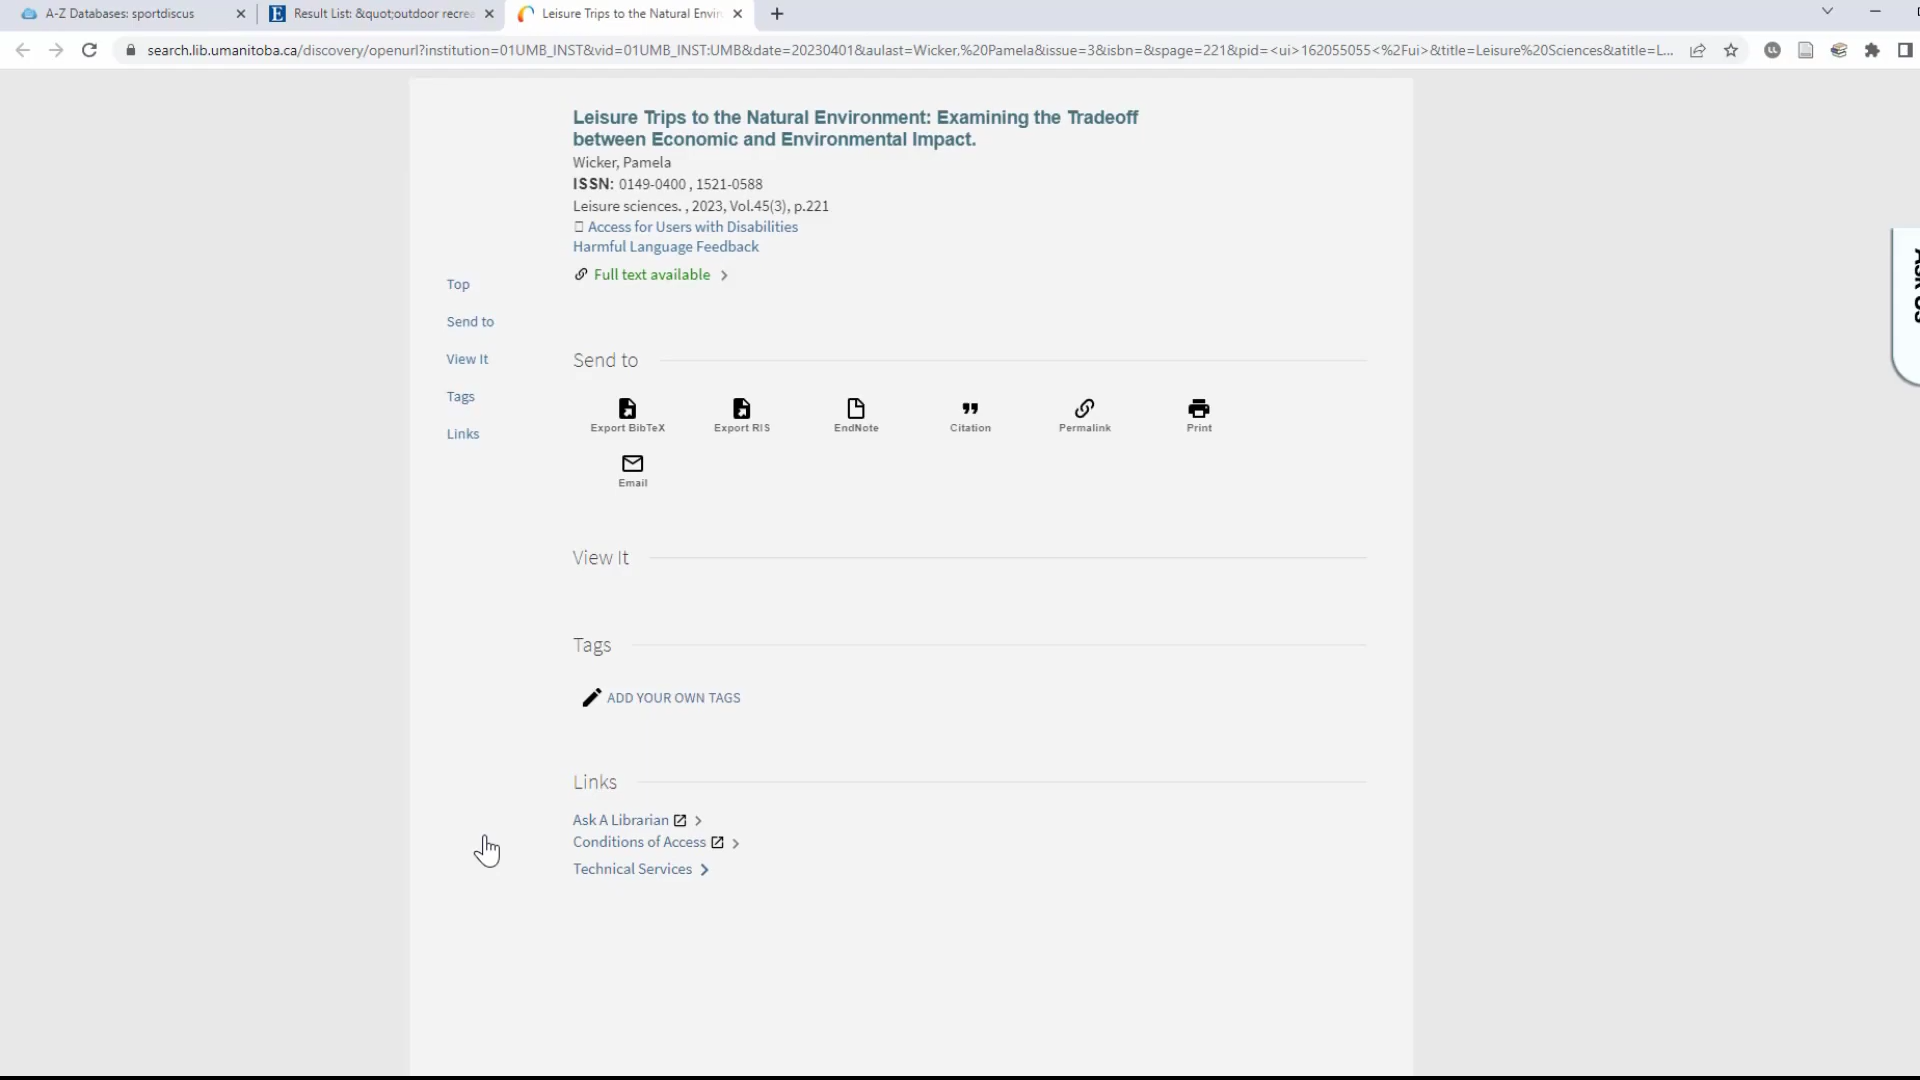 A-Z Databases: sportdiscus
Result List: &quot;outdoor recrea
Leisure Trips to the Natural Envir
search.lib.umanitoba.ca/discovery/openurl?institution=01UMB_INST&vid=01UMB_INST:UMB&date=20230401&aulast=Wicker,%20Pamela&issue=3&isbn=&spage=221&pid=<ui>162055055<%2Fui>&title=Leisure%20Sciences&atitle=L...
Leisure Trips to the Natural Environment: Examining the Tradeoff
between Economic and Environmental Impact.
Wicker, Pamela
ISSN: 0149-0400 , 1521-0588
Leisure sciences. , 2023, Vol.45(3), p.221
Access for Users with Disabilities
Harmful Language Feedback
Full text available
Top
Send to
View It
Tags
Links
Send to
Export BibTeX
Export RIS
EndNote
Citation
Permalink
Print
Email
View It
Tags
ADD YOUR OWN TAGS
Links
Ask A Librarian
Conditions of Access
Technical Services
Ask Us